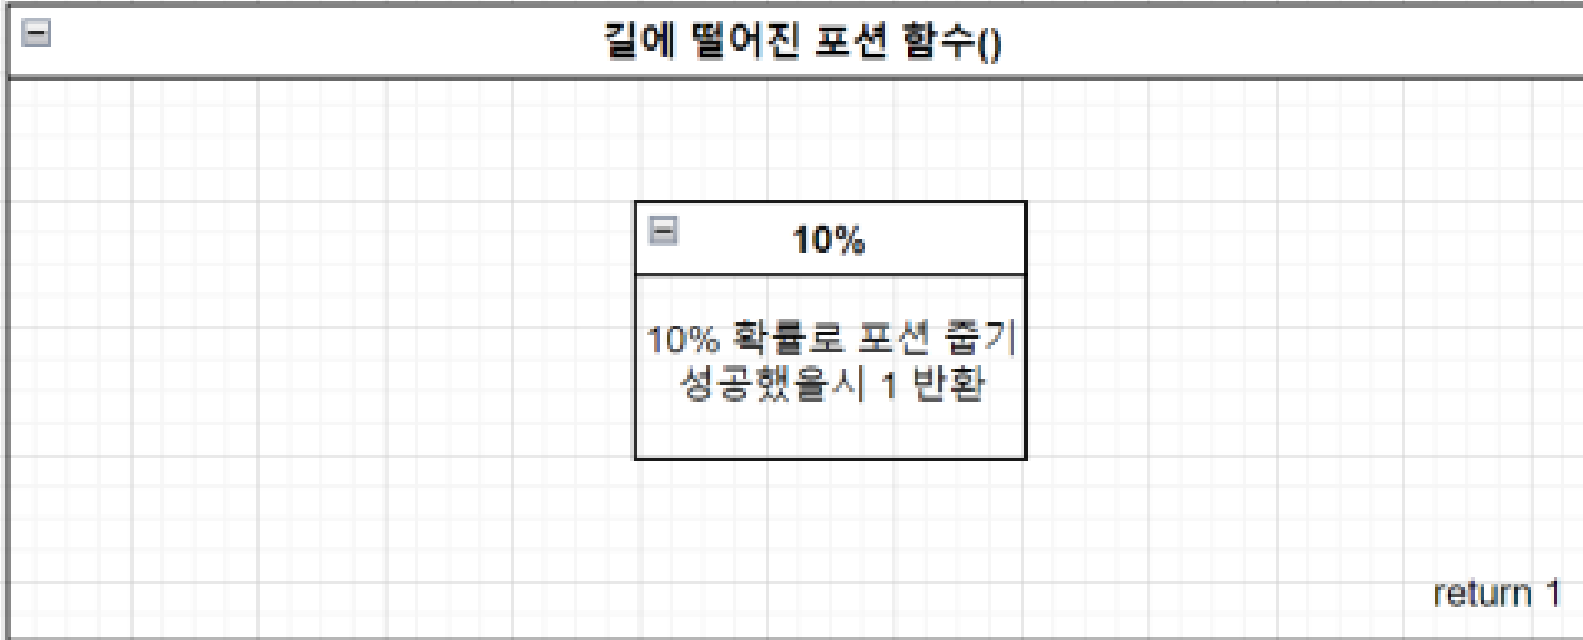 길에 떨어진 포션 함수()
10%
10% 확률로 포션 줍기
성공했을시 1 반환
return 1